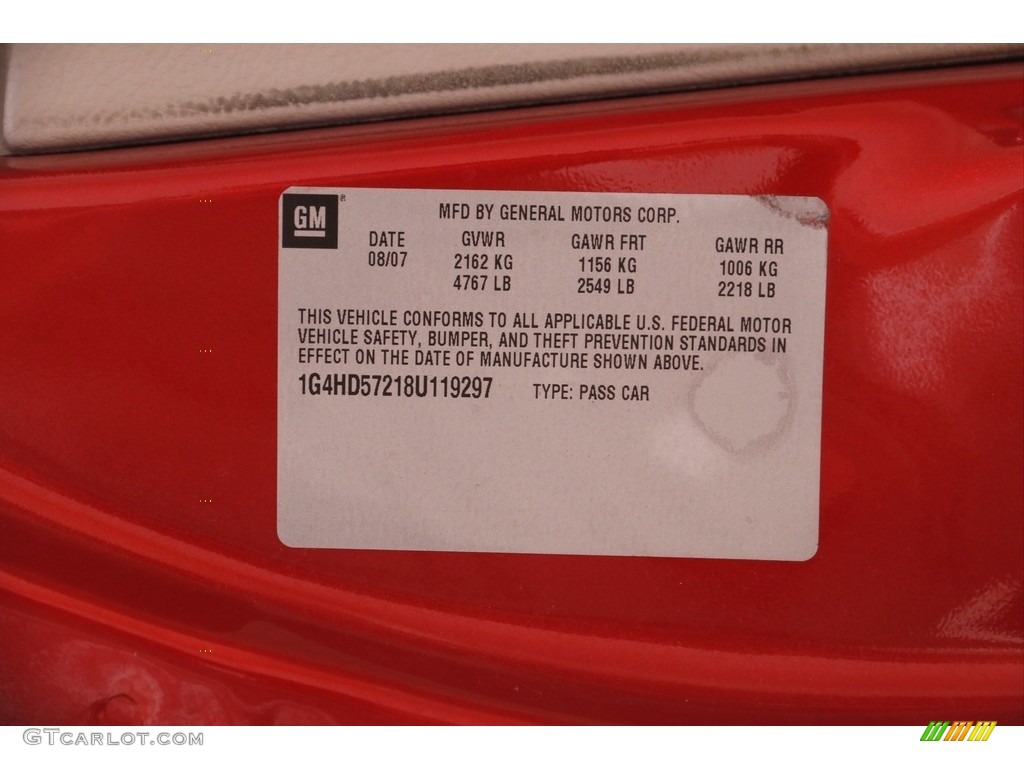 GM®
MFD BY GENERAL MOTORS CORP.
DATE GVWR GAWR FRT GAWR RR
08/07 2162 KG 1156 KG 1006 KG
4767 LB 2549 LB 2218 LB
THIS VEHICLE CONFORMS TO ALL APPLICABLE U.S. FEDERAL MOTOR
VEHICLE SAFETY, BUMPER, AND THEFT PREVENTION STANDARDS IN
EFFECT ON THE DATE OF MANUFACTURE SHOWN ABOVE.
1G4HD57218U119297 TYPE: PASS CAR
GTCARLOT.COM